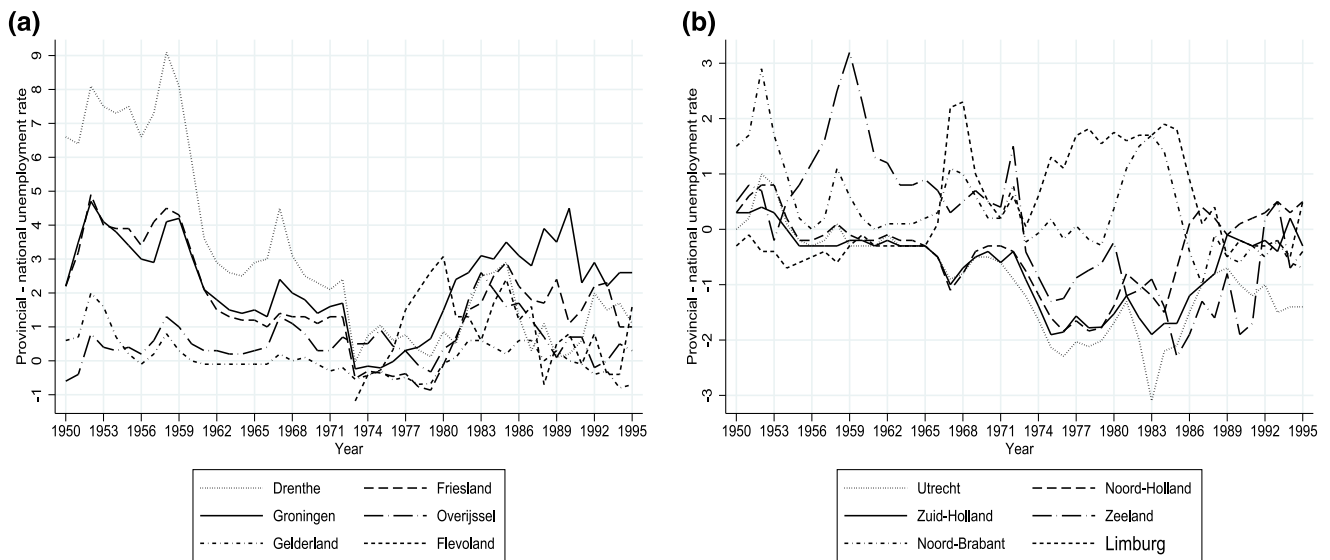 (a)
Provincial - national unemployment rate
9
8
7
6
5
4
3
2
1
0
-1
1950 1953 1956 1959 1962 1965 1968 1971 1974 1977 1980 1983 1986 1989 1992 1995
Year
Drenthe Friesland
Groningen Overijssel
Gelderland Flevoland
(b)
Provincial - national unemployment rate
3
2
1
0
-1
-2
-3
1950 1953 1956 1959 1962 1965 1968 1971 1974 1977 1980 1983 1986 1989 1992 1995
Year
Utrecht Noord-Holland
Zuid-Holland Zeeland
Noord-Brabant Limburg